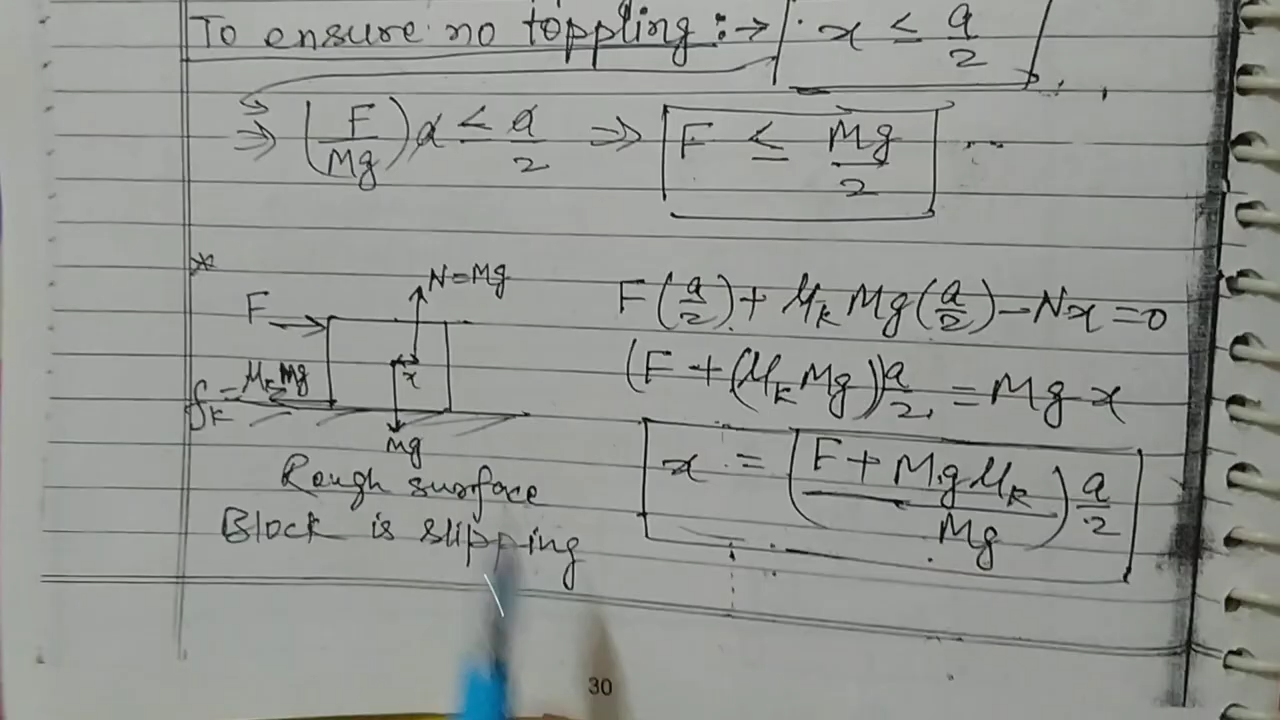 To ensure no toppling :→ x ≤ a/2
⇒ (F/Mg)a ≤ a/2 ⇒ F ≤ Mg/2
*
N=Mg
F
x
fK = μk Mg
Mg
Rough surface
Block is slipping
F(a/2) + μk Mg(a/2) - Nx = 0
(F + (μk Mg)) a/2 = Mg x
x = (F + Mg μk / Mg) a/2
30